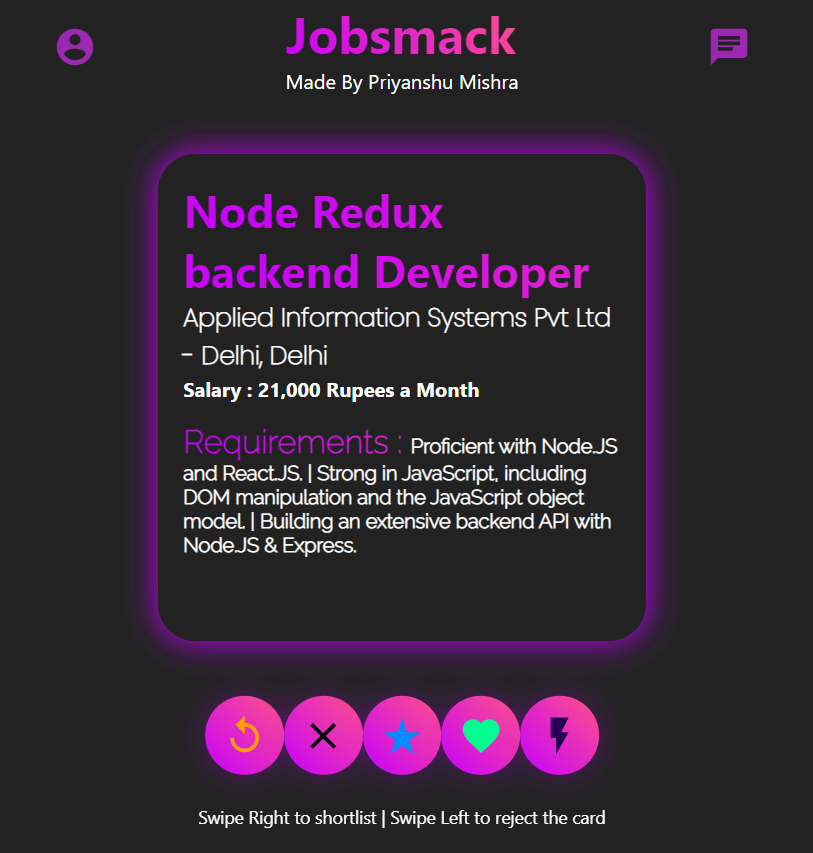 Jobsmack
Made By Priyanshu Mishra
Node Redux
backend Developer
Applied Information Systems Pvt Ltd
- Delhi, Delhi
Salary : 21,000 Rupees a Month
Requirements : Proficient with Node.JS
and React.JS. | Strong in JavaScript, including
DOM manipulation and the JavaScript object
model. | Building an extensive backend API with
Node.JS & Express.
Swipe Right to shortlist | Swipe Left to reject the card